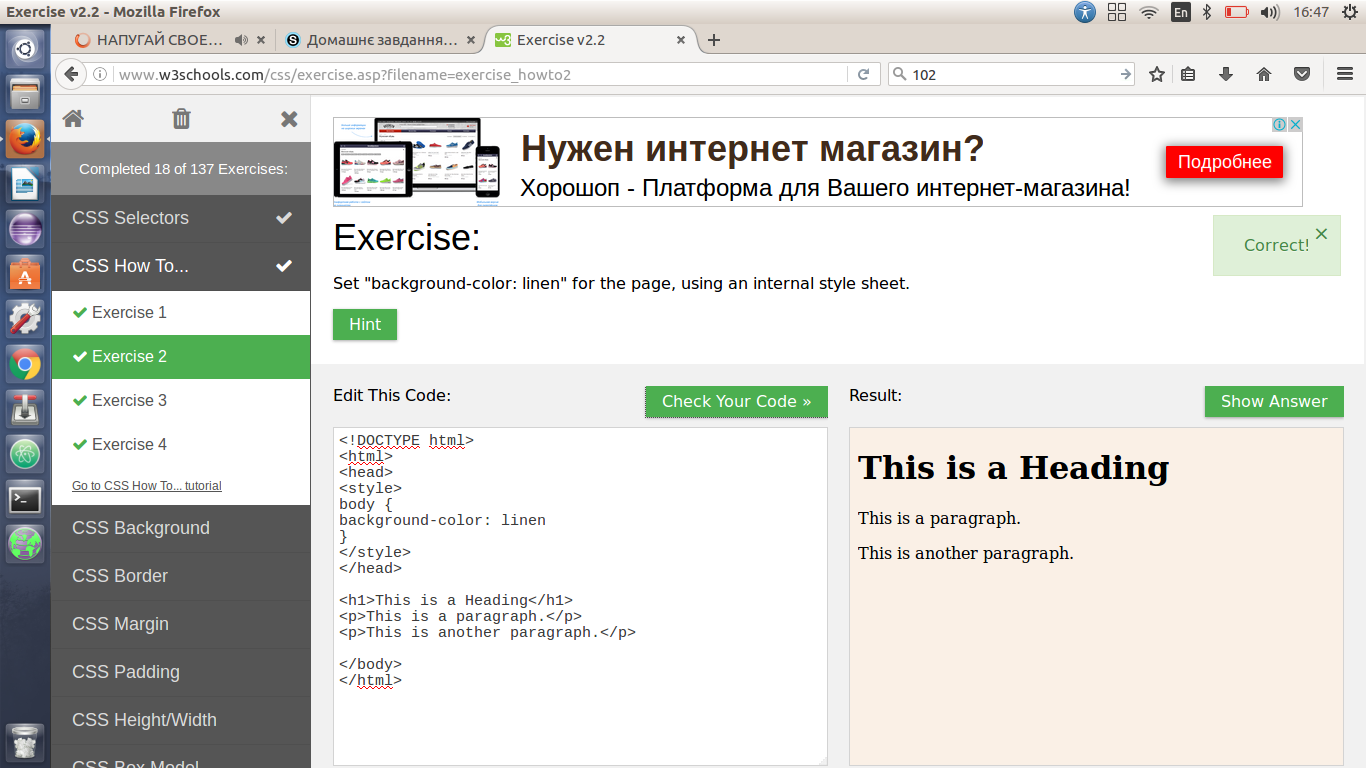 Exercise v2.2 - Mozilla Firefox
En
16:47
НАПУГАЙ СВОЕ...
Домашнє завдання...
Exercise v2.2
www.w3schools.com/css/exercise.asp?filename=exercise_howto2
102
Completed 18 of 137 Exercises:
CSS Selectors
CSS How To...
Exercise 1
Exercise 2
Exercise 3
Exercise 4
Go to CSS How To... tutorial
CSS Background
CSS Border
CSS Margin
CSS Padding
CSS Height/Width
CSS Box Model
Нужен интернет магазин?
Хорошоп - Платформа для Вашего интернет-магазина!
Подробнее
Exercise:
Correct!
Set "background-color: linen" for the page, using an internal style sheet.
Hint
Edit This Code:
Check Your Code »
Result:
Show Answer
<!DOCTYPE html>
<html>
<head>
<style>
body {
background-color: linen
}
</style>
</head>
<h1>This is a Heading</h1>
<p>This is a paragraph.</p>
<p>This is another paragraph.</p>
</body>
</html>
This is a Heading
This is a paragraph.
This is another paragraph.